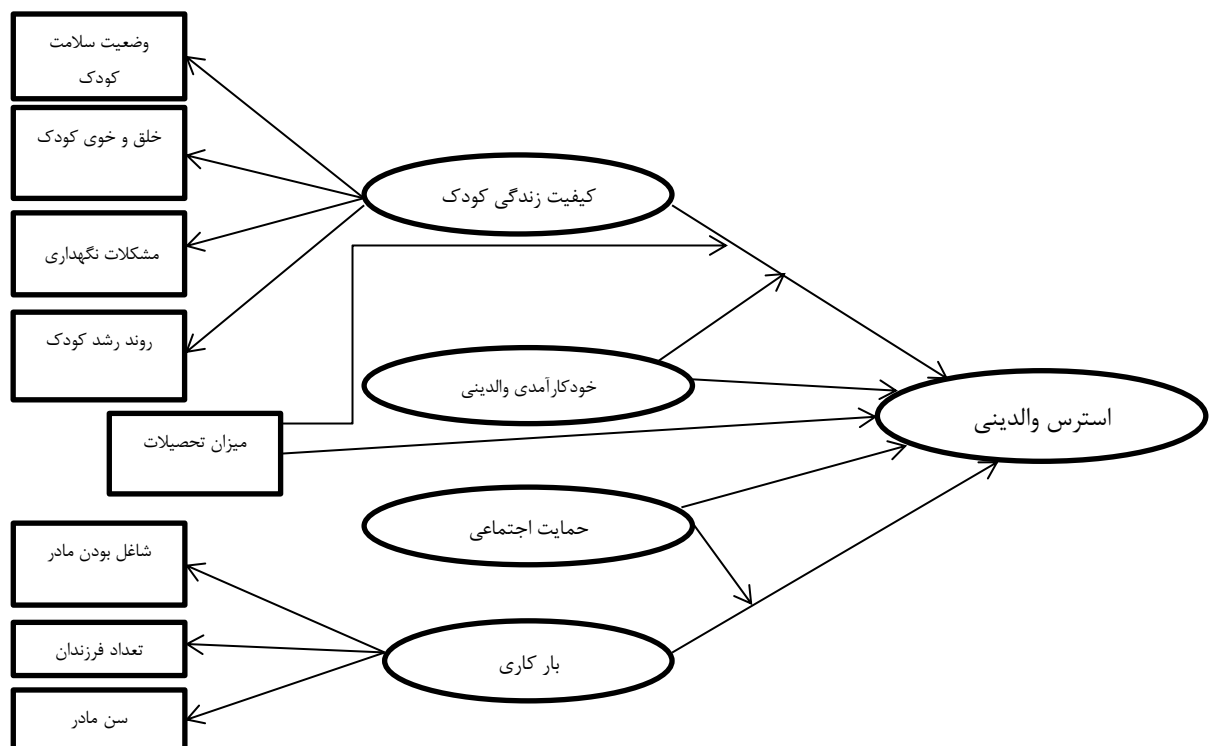 وضعیت سلامت
کودک
خلق و خوی کودک
کیفیت زندگی کودک
مشکلات نگهداری
روند رشد کودک
خودکارآمدی والدینی
استرس والدینی
میزان تحصیلات
حمایت اجتماعی
شاغل بودن مادر
تعداد فرزندان
بار کاری
سن مادر